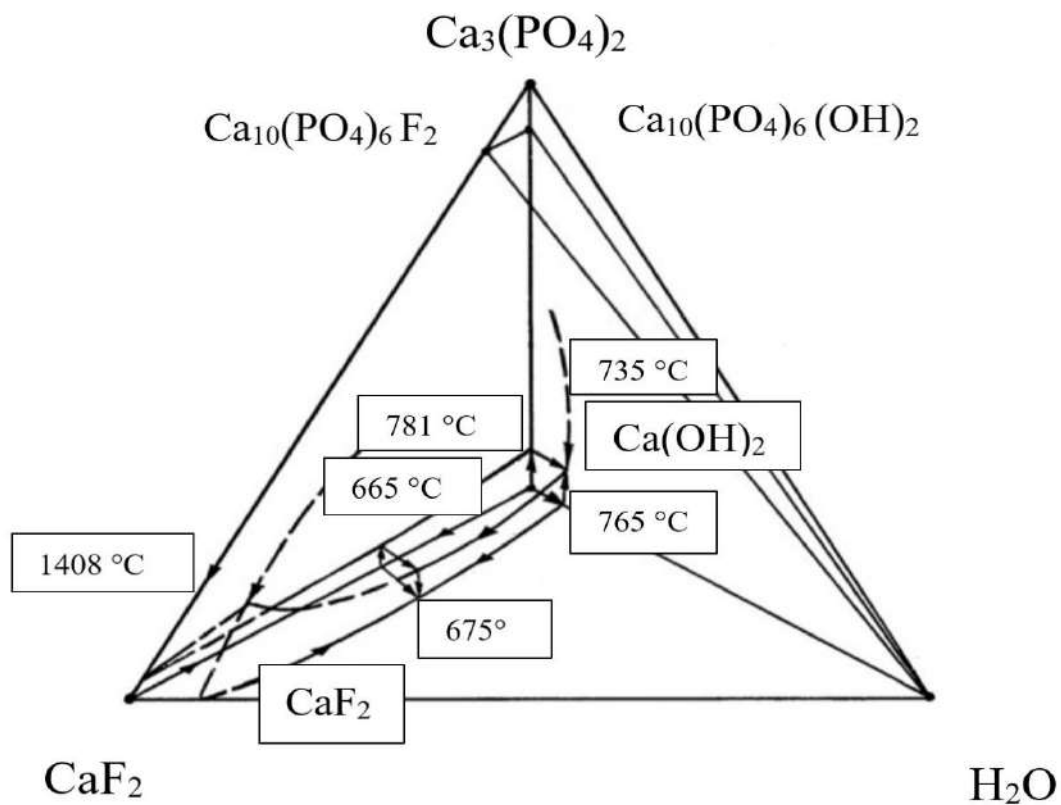 Ca₃(PO₄)₂
Ca₁₀(PO₄)₆ F₂
Ca₁₀(PO₄)₆ (OH)₂
735 °C
781 °C
Ca(OH)₂
665 °C
765 °C
1408 °C
675°
CaF₂
CaF₂
H₂O